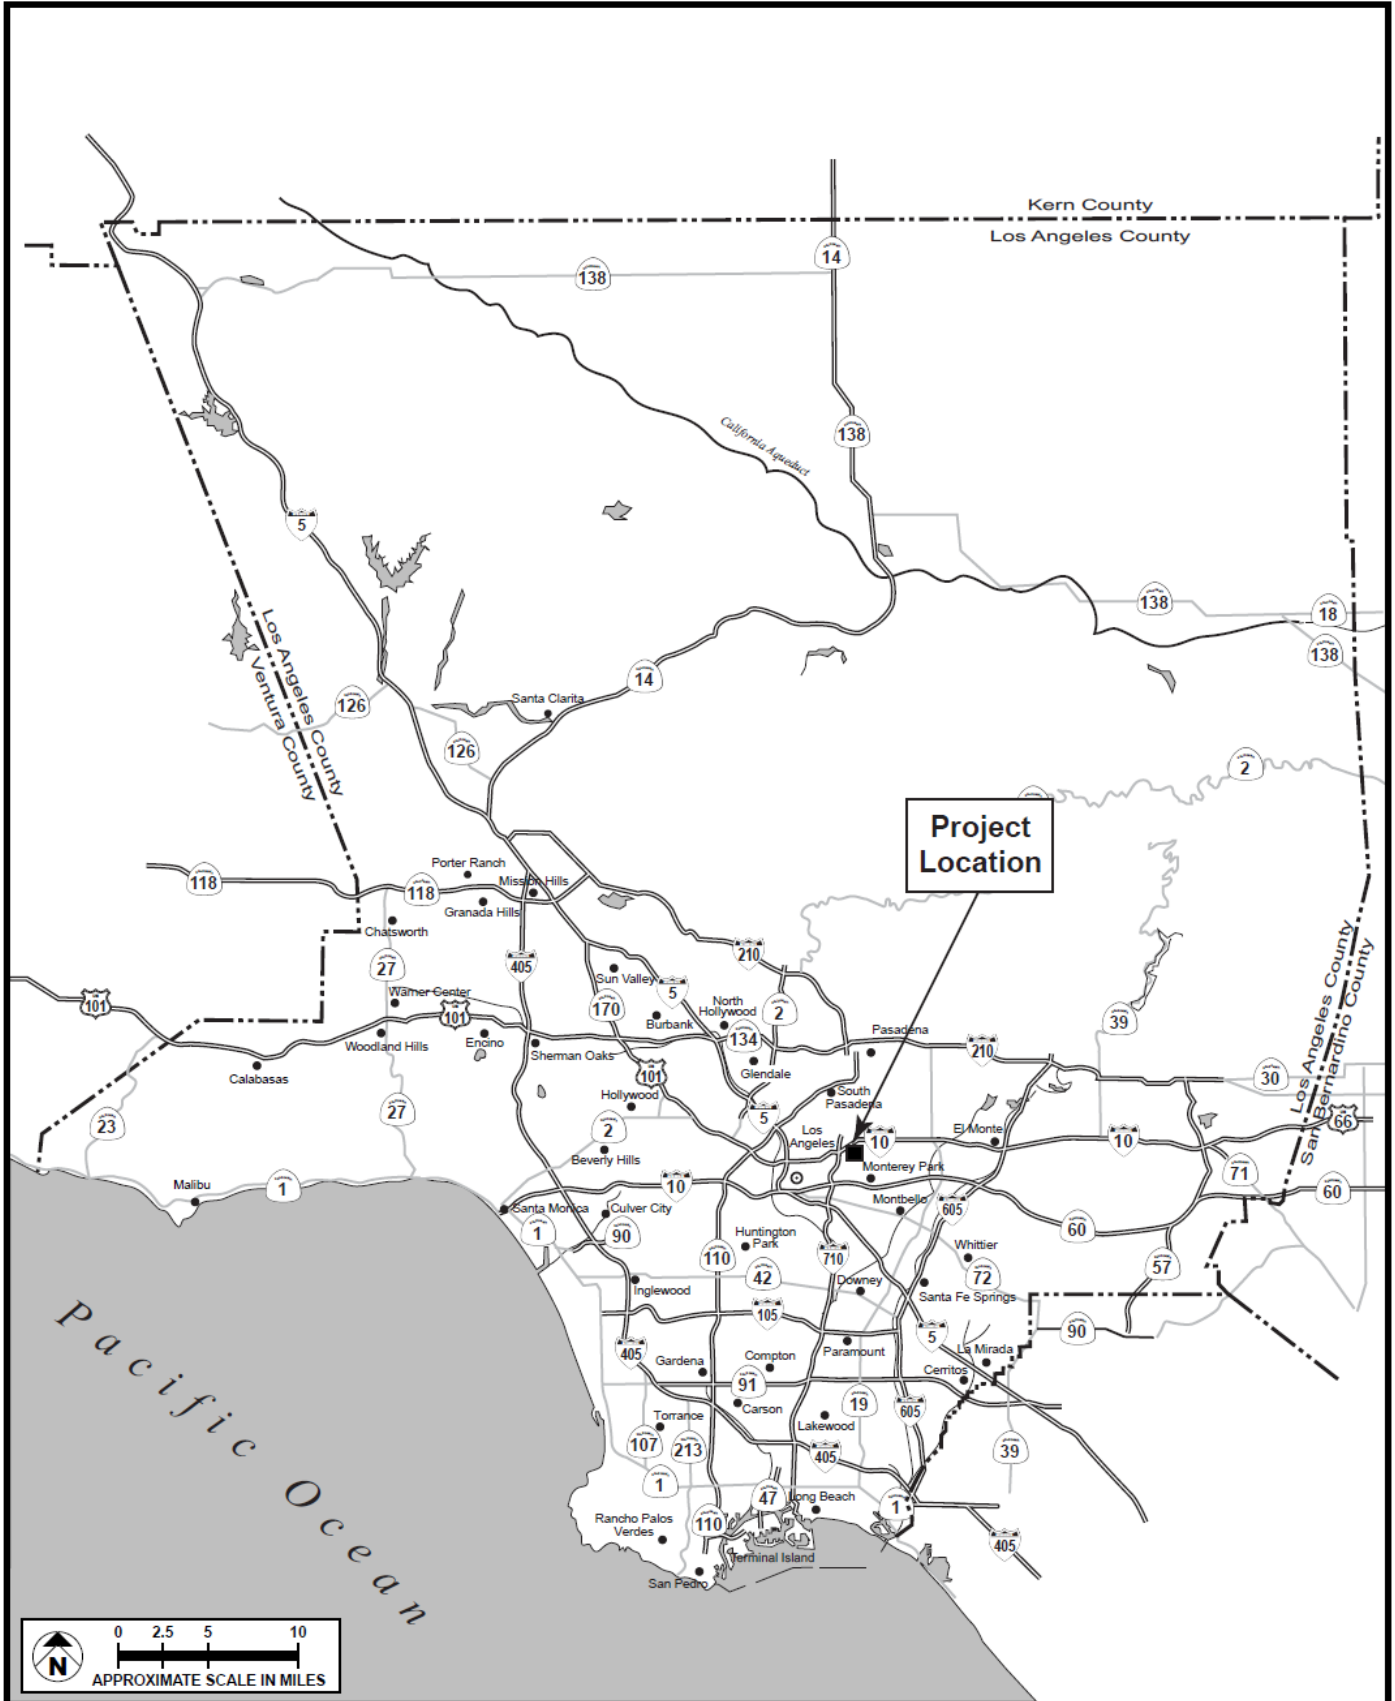 Kern County
Los Angeles County
14
138
California Aqueduct
138
5
138
18
138
Los Angeles County
Ventura County
14
Santa Clarita
126
126
2
Project
Location
Porter Ranch
118
118
Mission Hills
Granada Hills
Chatsworth
Los Angeles County
San Bernardino County
27
405
210
Sun Valley
5
Warner Center
101
101
170
North
Hollywood
2
39
Burbank
134
Pasadena
210
Woodland Hills
Encino
Sherman Oaks
Calabasas
101
Glendale
30
Hollywood
South
Pasadena
27
23
5
66
2
Los
Angeles
10
El Monte
10
Beverly Hills
Monterey Park
71
Malibu
1
10
60
Santa Monica
Culver City
Montbello
605
1
90
Huntington
Park
60
110
710
Whittier
42
72
57
Inglewood
Downey
Santa Fe Springs
105
5
90
405
Gardena
Compton
Paramount
La Mirada
Cerritos
91
Carson
19
605
Torrance
Lakewood
107
213
405
39
1
47
Long Beach
1
Rancho Palos
Verdes
110
405
Terminal Island
San Pedro
Pacific Ocean
0 2.5 5 10
N
APPROXIMATE SCALE IN MILES